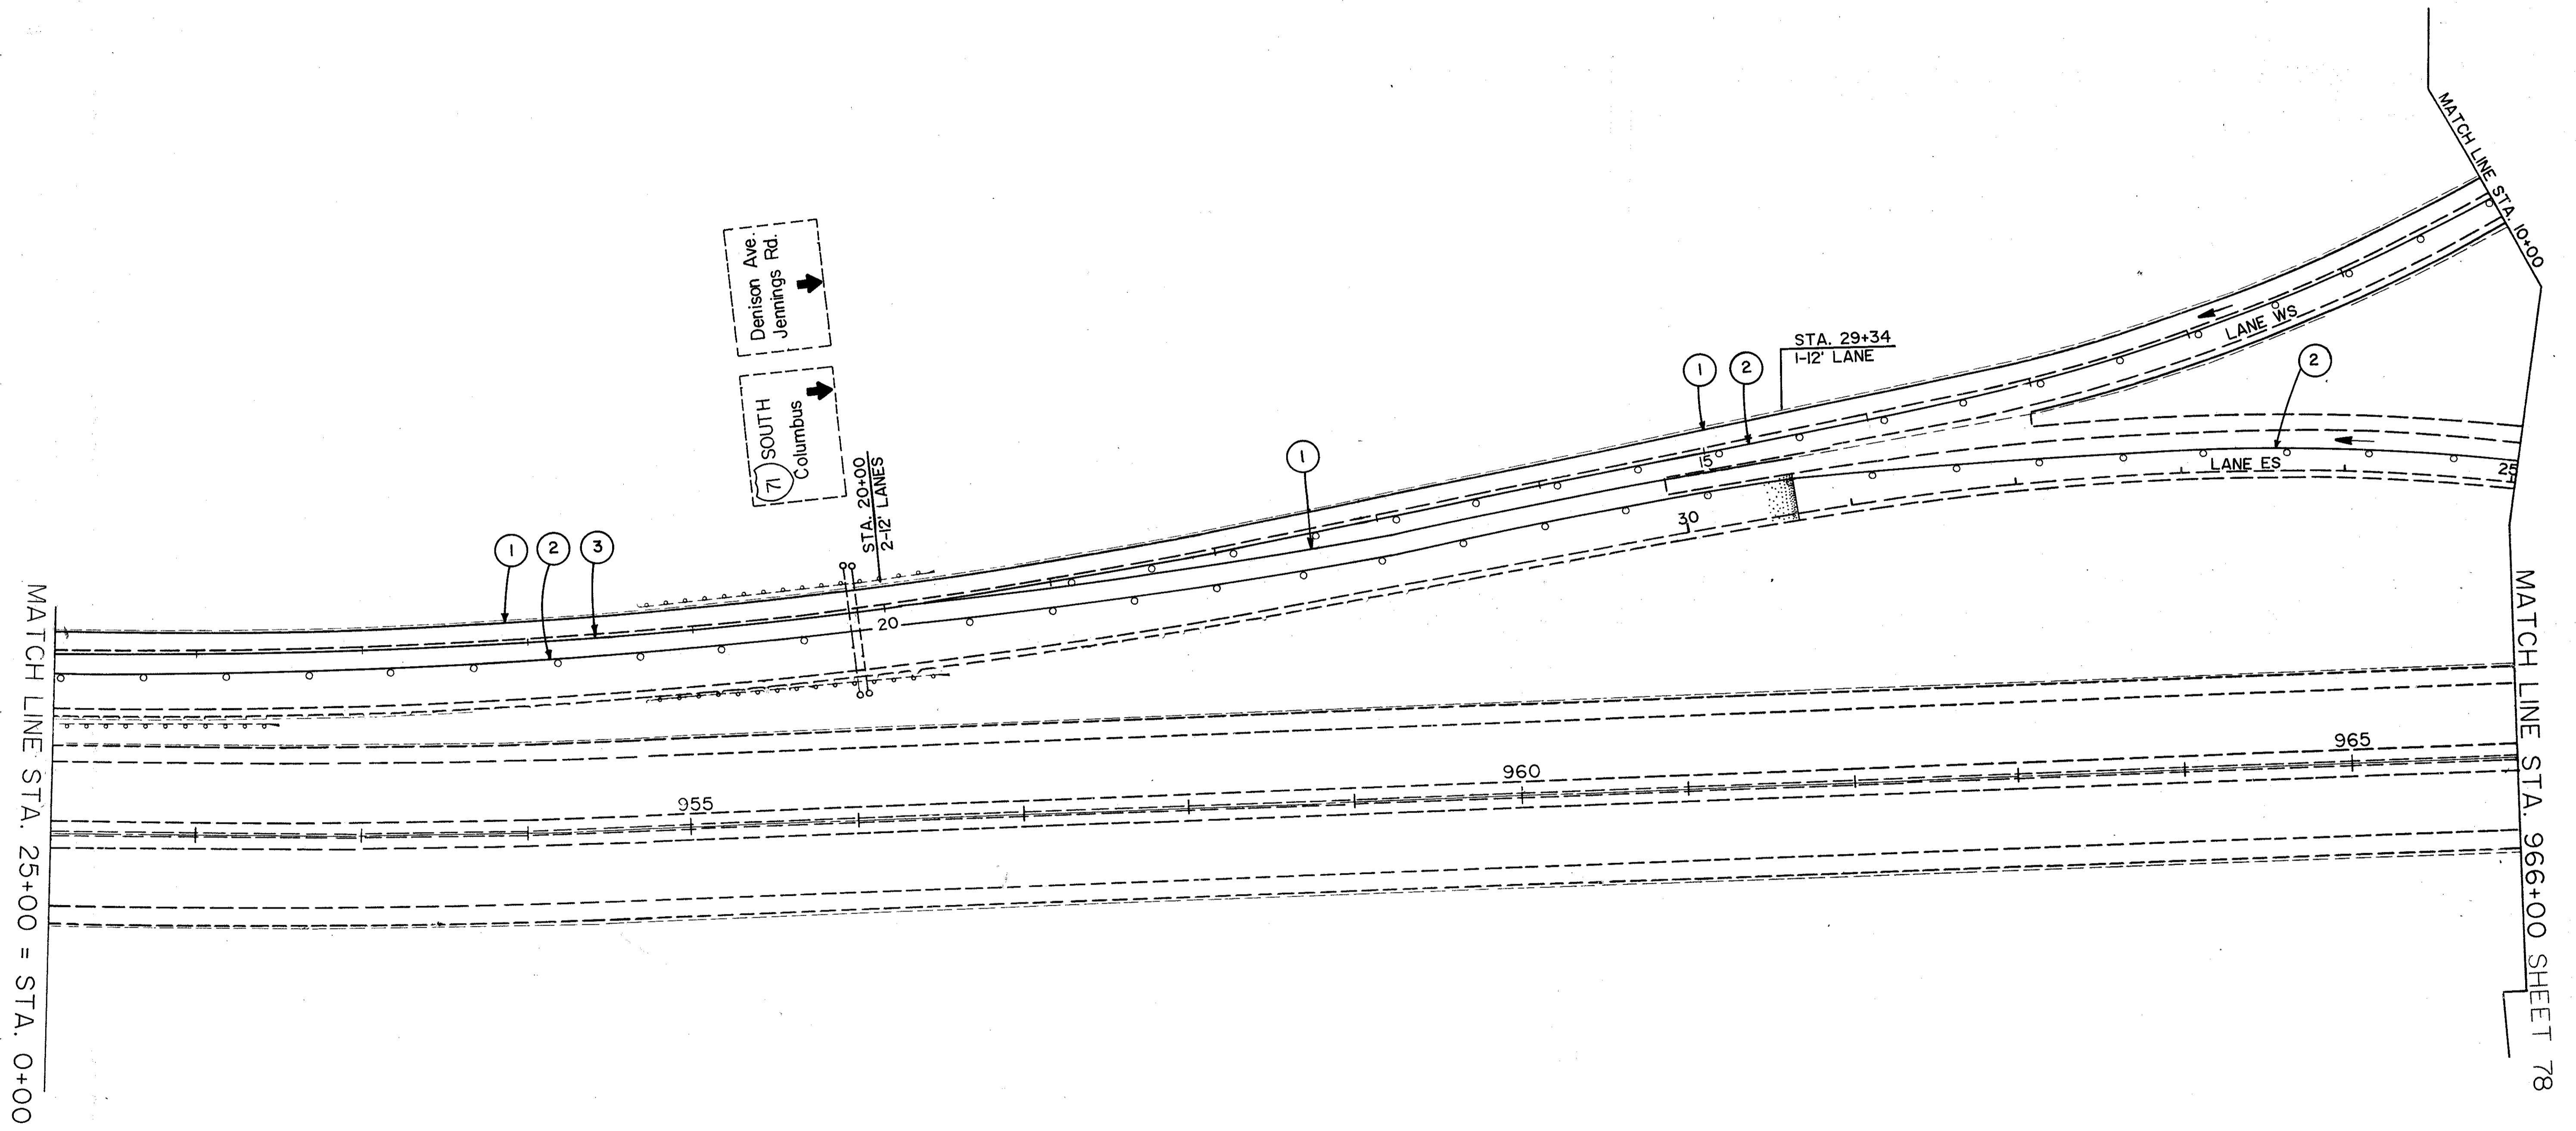 MATCH LINE STA. 10+00
Denison Ave.
Jennings Rd.
71 SOUTH
Columbus
STA. 20+00
2-12' LANES
STA. 29+34
1-12' LANE
LANE WS
LANE ES
1
2
2
1
1
2
3
15
25
30
20
965
960
955
MATCH LINE STA. 25+00 = STA. 0+00
MATCH LINE STA. 966+00 SHEET 78